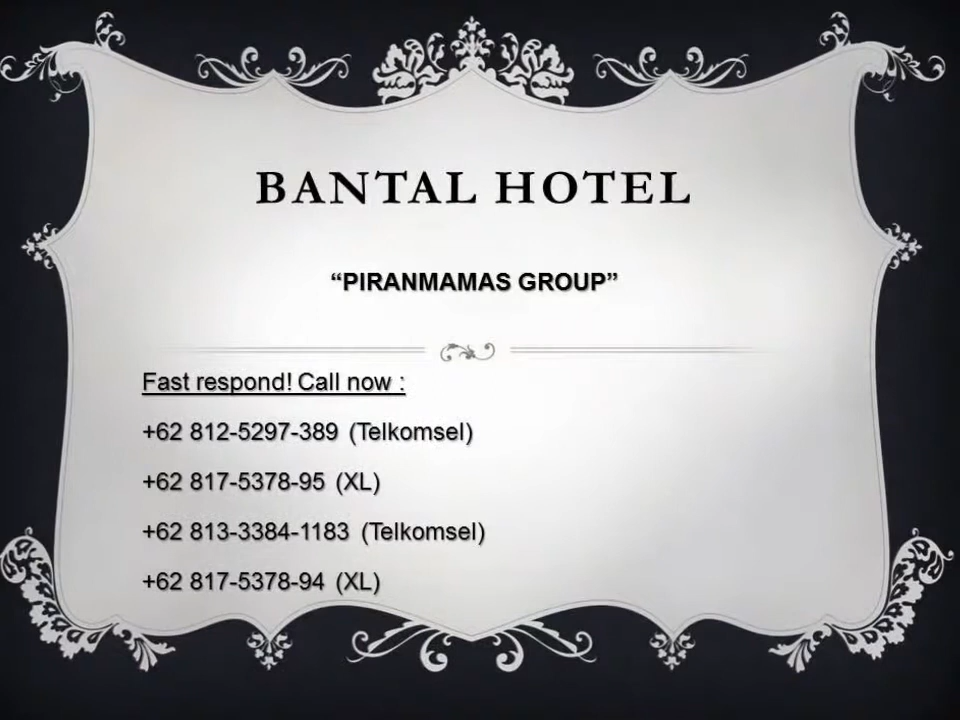 BANTAL HOTEL
“PIRANMAMAS GROUP”
Fast respond! Call now :
+62 812-5297-389 (Telkomsel)
+62 817-5378-95 (XL)
+62 813-3384-1183 (Telkomsel)
+62 817-5378-94 (XL)